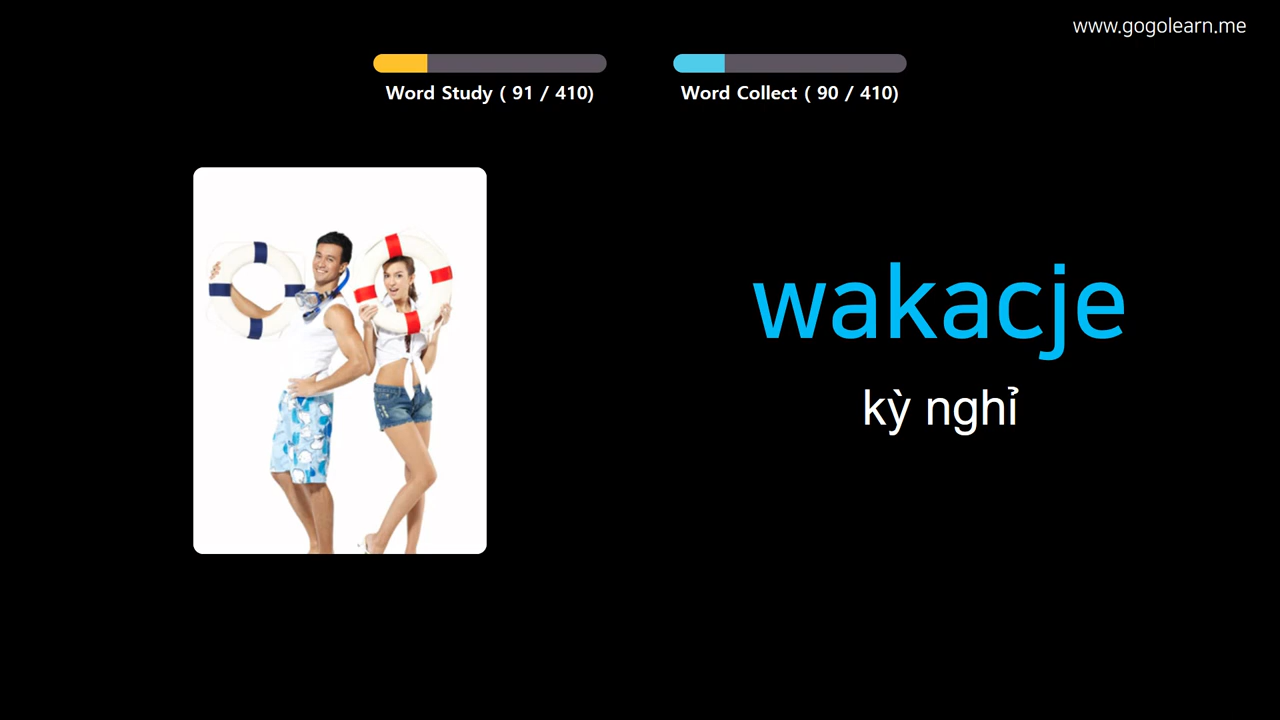 www.gogolearn.me
Word Study ( 91 / 410)
Word Collect ( 90 / 410)
wakacje
kỳ nghỉ